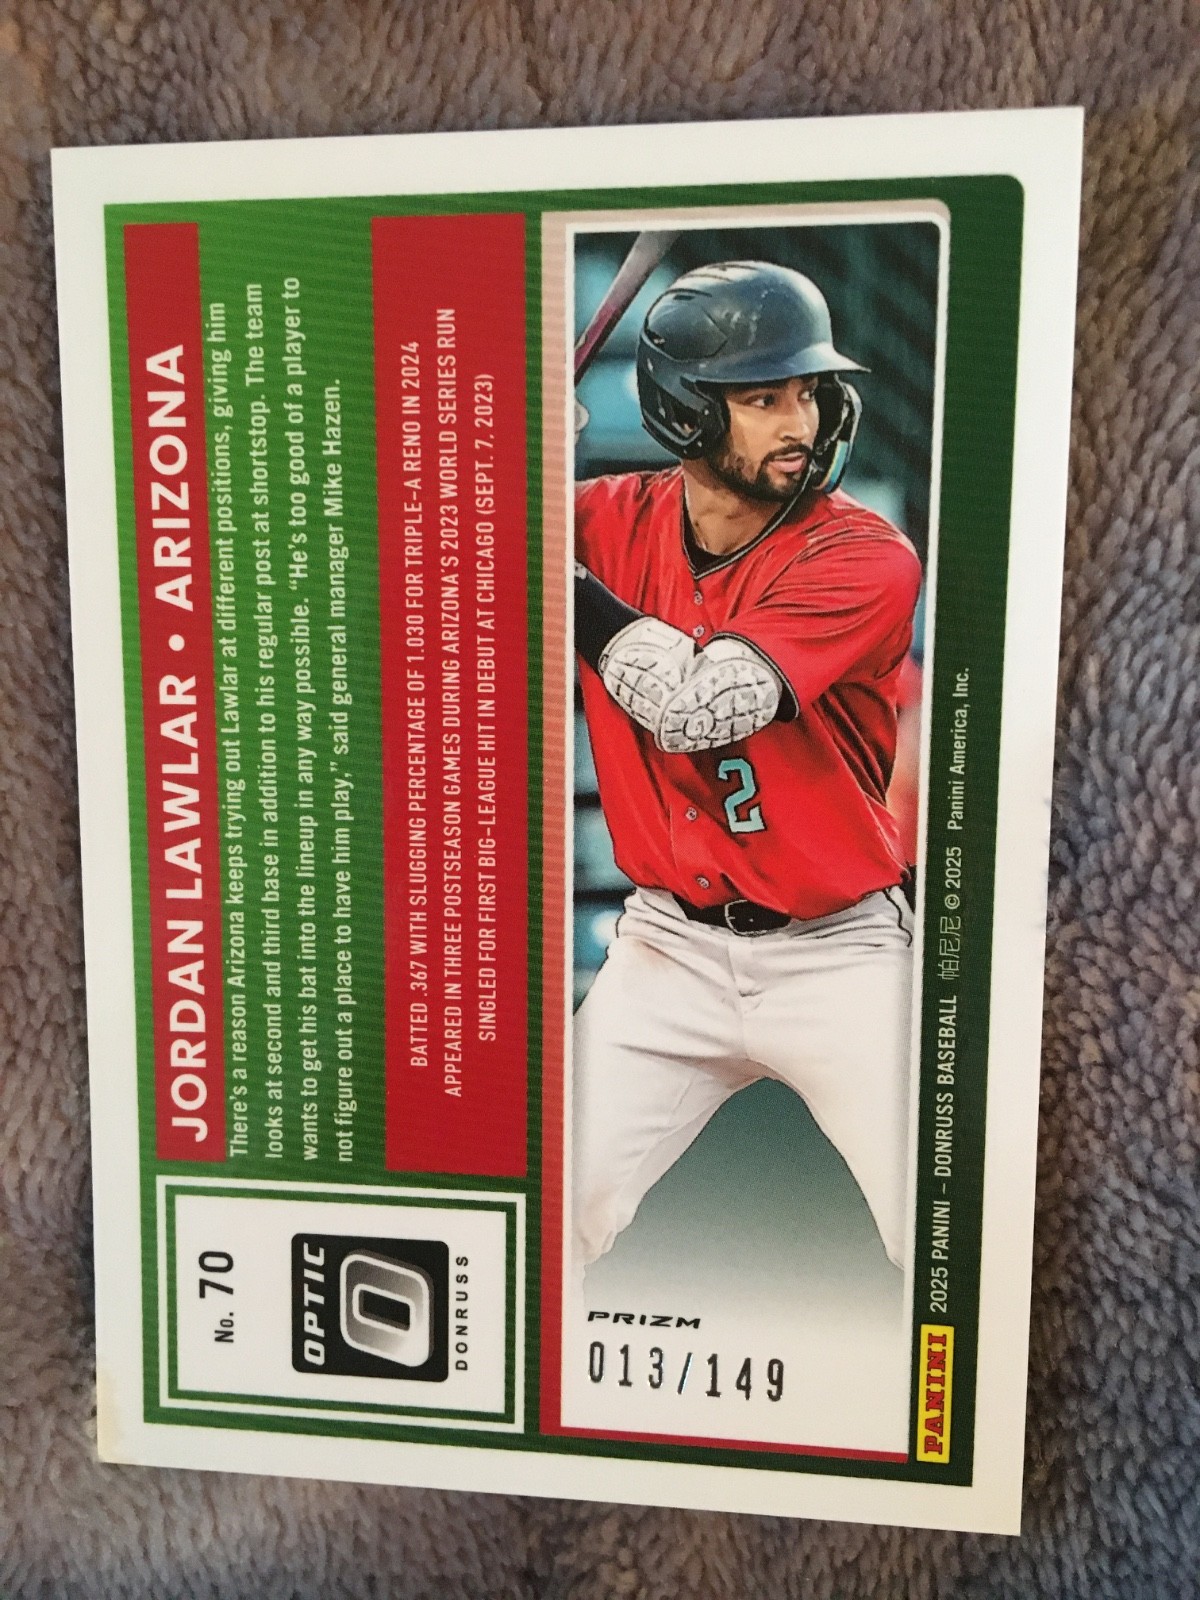 No. 70
OPTIC
DONRUSS
JORDAN LAWLAR • ARIZONA
There's a reason Arizona keeps trying out Lawlar at different positions, giving him
looks at second and third base in addition to his regular post at shortstop. The team
wants to get his bat into the lineup in any way possible. “He's too good of a player to
not figure out a place to have him play,” said general manager Mike Hazen.
BATTED .367 WITH SLUGGING PERCENTAGE OF 1.030 FOR TRIPLE-A RENO IN 2024
APPEARED IN THREE POSTSEASON GAMES DURING ARIZONA'S 2023 WORLD SERIES RUN
SINGLED FOR FIRST BIG-LEAGUE HIT IN DEBUT AT CHICAGO (SEPT. 7, 2023)
2
PRIZM
013/149
PANINI
2025 PANINI – DONRUSS BASEBALL 帕尼尼 © 2025 Panini America, Inc.